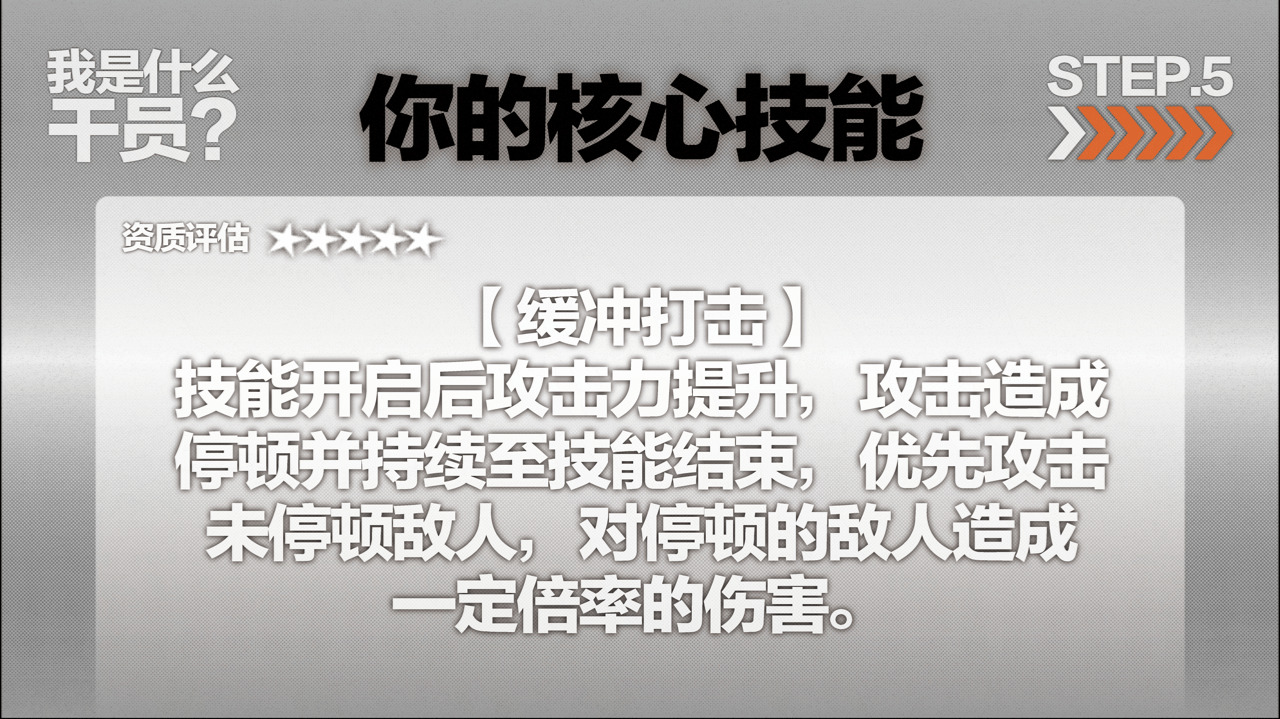 我是什么
干员?
你的核心技能
STEP.5
资质评估 ★★★★★
【缓冲打击】
技能开启后攻击力提升，攻击造成
停顿并持续至技能结束，优先攻击
未停顿敌人，对停顿的敌人造成
一定倍率的伤害。